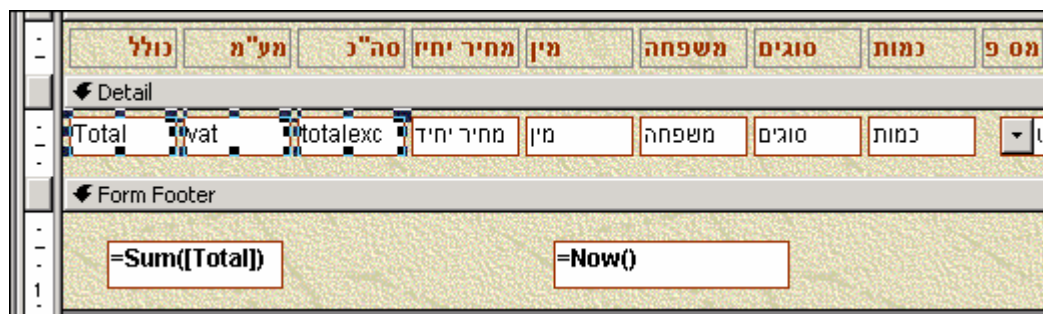 מס פ כמות סוגים משפחה מין מחיר יחיד סה"כ מע"מ כולל
Detail
Total vat totalexc מחיר יחיד מין משפחה סוגים כמות
Form Footer
=Sum([Total]) =Now()
1